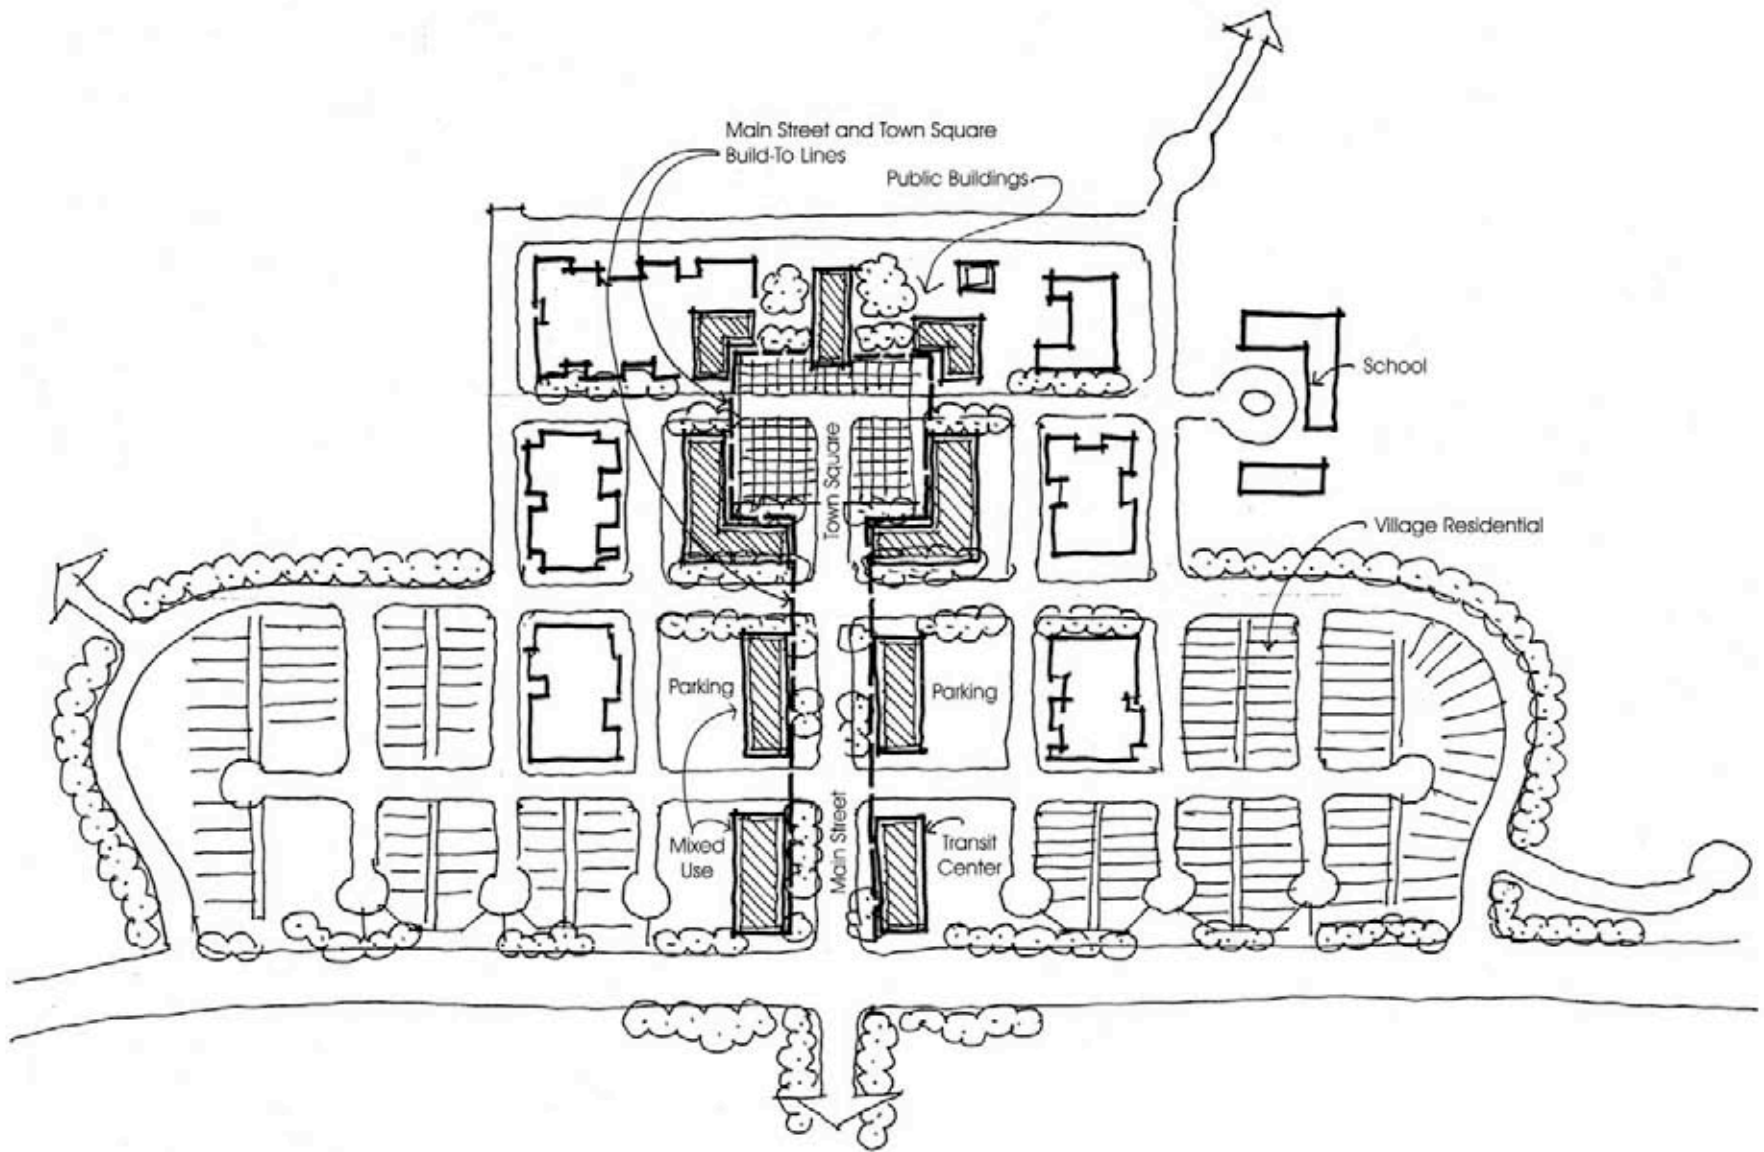 Main Street and Town Square
Build-To Lines
Public Buildings
School
Town Square
Village Residential
Parking
Parking
Mixed
Use
Main Street
Transit
Center